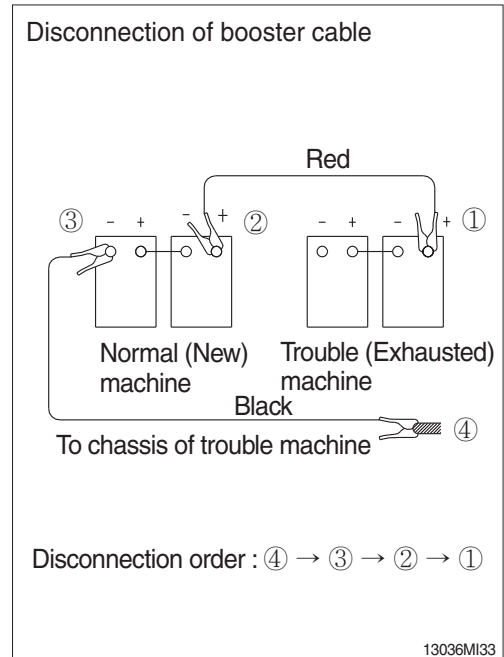 Disconnection of booster cable
Red
③ - + - + ② - + - + ①
Normal (New)
machine
Trouble (Exhausted)
machine
Black
To chassis of trouble machine ④
Disconnection order : ④ → ③ → ② → ①
13036MI33